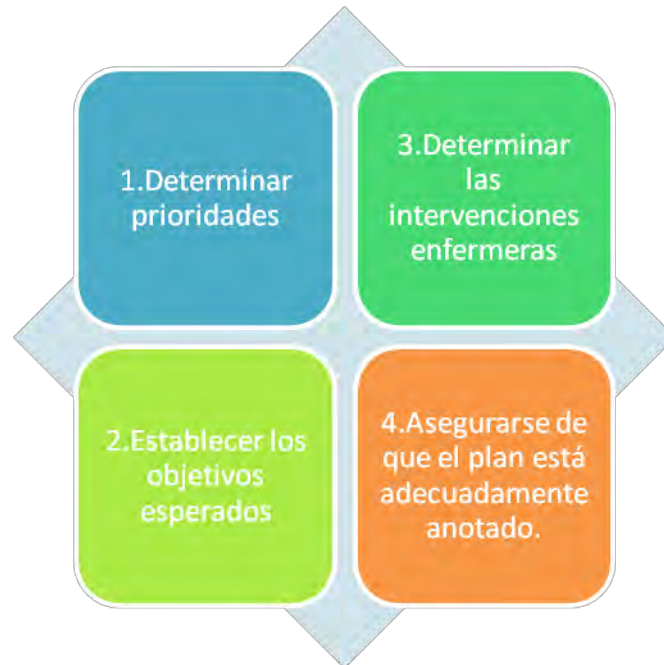 1.Determinar
prioridades
2.Establecer los
objetivos
esperados
3.Determinar
las
intervenciones
enfermeras
4.Asegurarse de
que el plan está
adecuadamente
anotado.